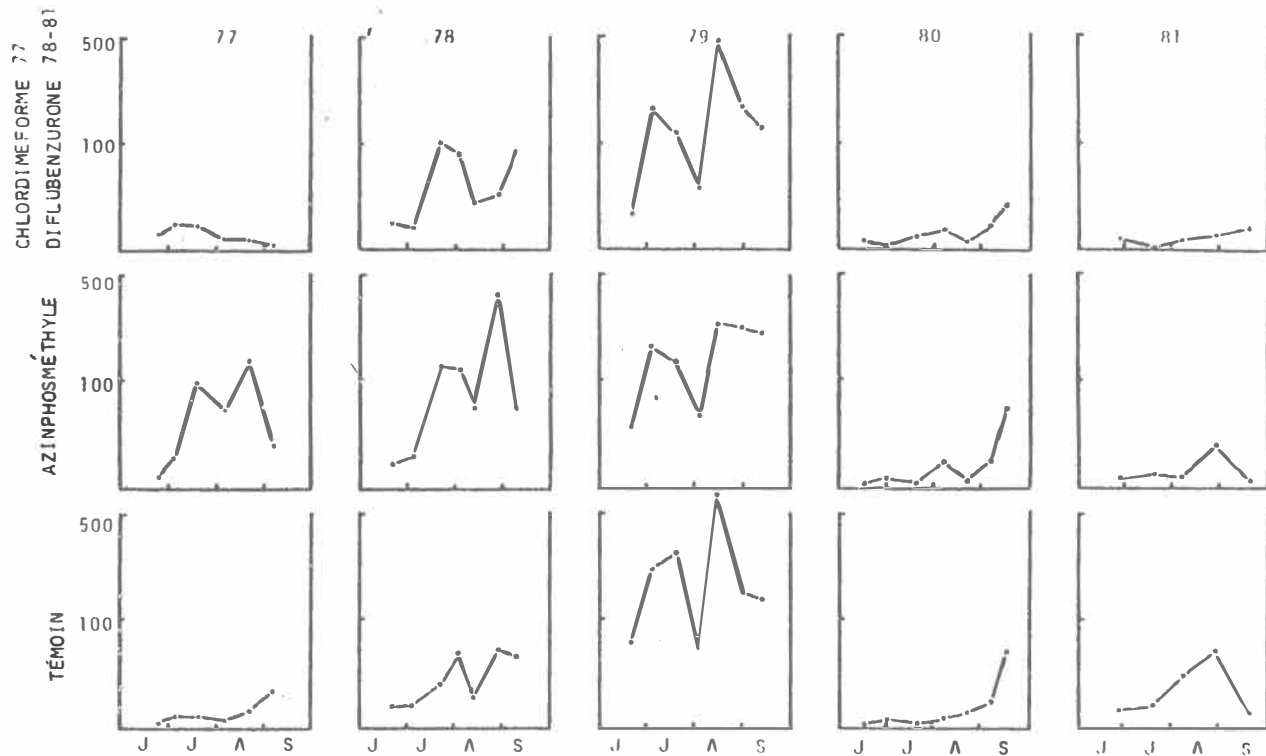 CHLORDIMEFORME 77
DIFLUBENZURONE 78-81
77 78 79 80 81
500
100
AZINPHOSMÉTHYLE
500
100
TÉMOIN
500
100
J J A S J J A S J J A S J J A S J J A S